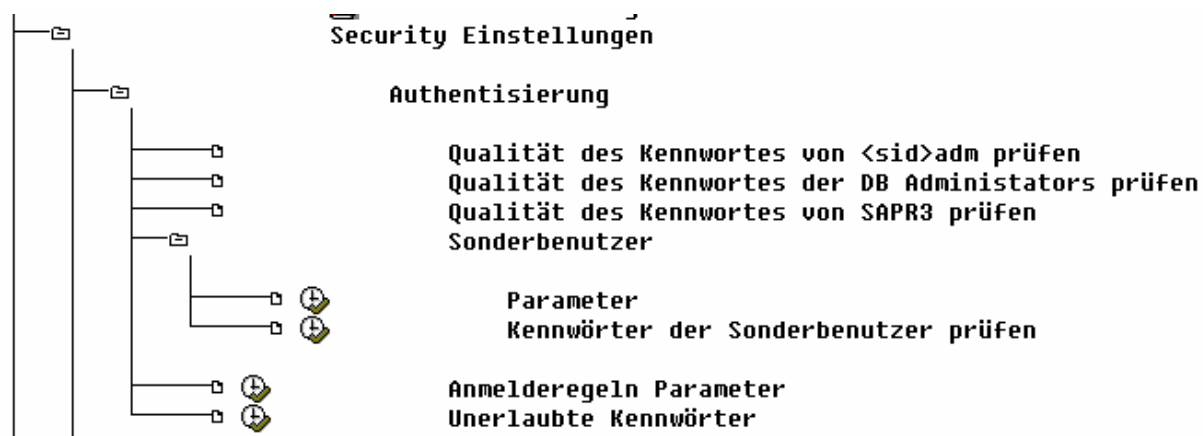 Security Einstellungen
Authentisierung
Qualität des Kennwortes von <sid>adm prüfen
Qualität des Kennwortes der DB Administators prüfen
Qualität des Kennwortes von SAPR3 prüfen
Sonderbenutzer
Parameter
Kennwörter der Sonderbenutzer prüfen
Anmelderegeln Parameter
Unerlaubte Kennwörter